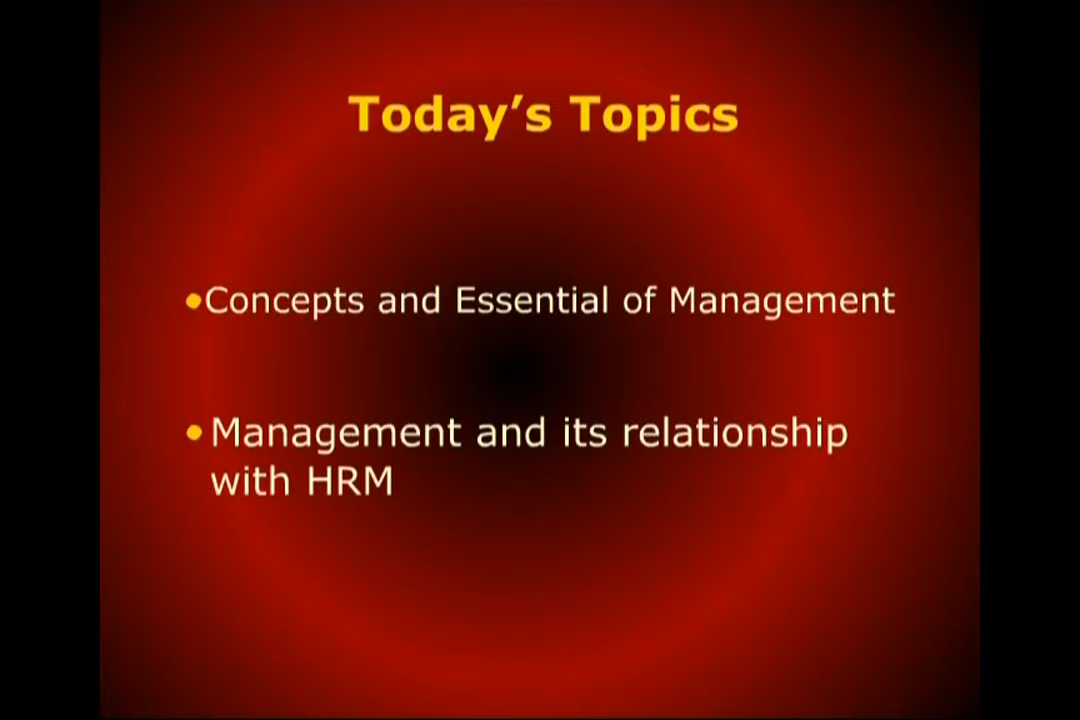 Today’s Topics
•Concepts and Essential of Management
• Management and its relationship
with HRM